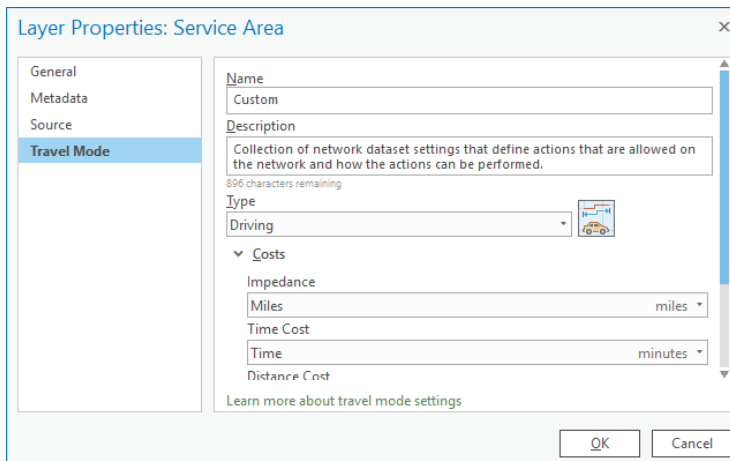 Layer Properties: Service Area
General
Metadata
Source
Travel Mode
Name
Custom
Description
Collection of network dataset settings that define actions that are allowed on
the network and how the actions can be performed.
896 characters remaining
Type
Driving
Costs
Impedance
Miles miles
Time Cost
Time minutes
Distance Cost
Learn more about travel mode settings
OK Cancel